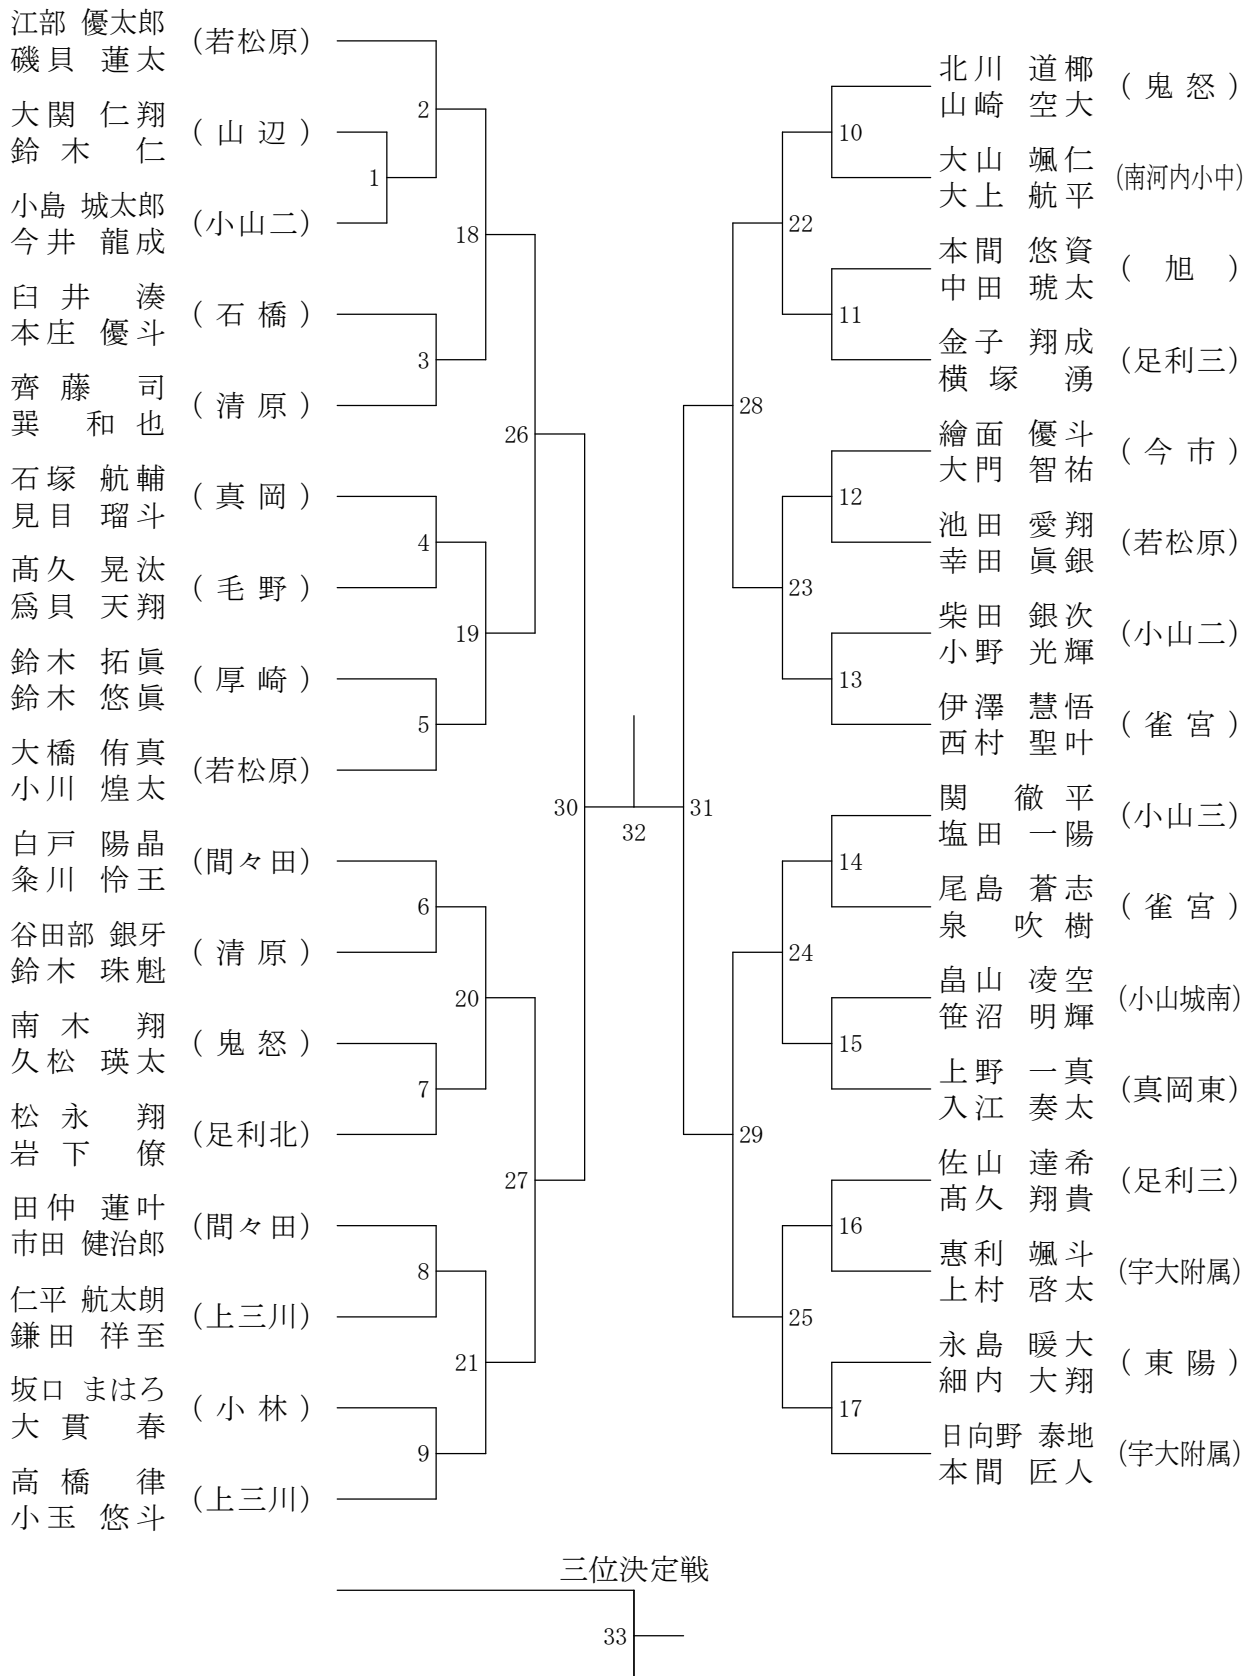 江部 優太郎
磯貝 蓮太
(若松原)
大関 仁翔
鈴木 仁
(山辺)
小島 城太郎
今井 龍成
(小山二)
臼井 湊
本庄 優斗
(石橋)
齊藤 司
巽 和也
(清原)
石塚 航輔
見目 瑠斗
(真岡)
髙久 晃汰
爲貝 天翔
(毛野)
鈴木 拓眞
鈴木 悠眞
(厚崎)
大橋 侑真
小川 煌太
(若松原)
白戸 陽晶
粂川 怜王
(間々田)
谷田部 銀牙
鈴木 珠魁
(清原)
南木 翔
久松 瑛太
(鬼怒)
松永 翔
岩下 僚
(足利北)
田仲 蓮叶
市田 健治郎
(間々田)
仁平 航太朗
鎌田 祥至
(上三川)
坂口 まはろ
大貫 春
(小林)
高橋 律
小玉 悠斗
(上三川)
1
2
3
4
5
6
7
8
9
18
19
20
21
26
27
30
32
31
28
29
22
23
24
25
10
11
12
13
14
15
16
17
北川 道椰
山崎 空大
(鬼怒)
大山 颯仁
大上 航平
(南河内小中)
本間 悠資
中田 琥太
(旭)
金子 翔成
横塚 湧
(足利三)
繪面 優斗
大門 智祐
(今市)
池田 愛翔
幸田 眞銀
(若松原)
柴田 銀次
小野 光輝
(小山二)
伊澤 慧悟
西村 聖叶
(雀宮)
関 徹平
塩田 一陽
(小山三)
尾島 蒼志
泉 吹樹
(雀宮)
畠山 凌空
笹沼 明輝
(小山城南)
上野 一真
入江 奏太
(真岡東)
佐山 達希
髙久 翔貴
(足利三)
惠利 颯斗
上村 啓太
(宇大附属)
永島 暖大
細内 大翔
(東陽)
日向野 泰地
本間 匠人
(宇大附属)
三位決定戦
33